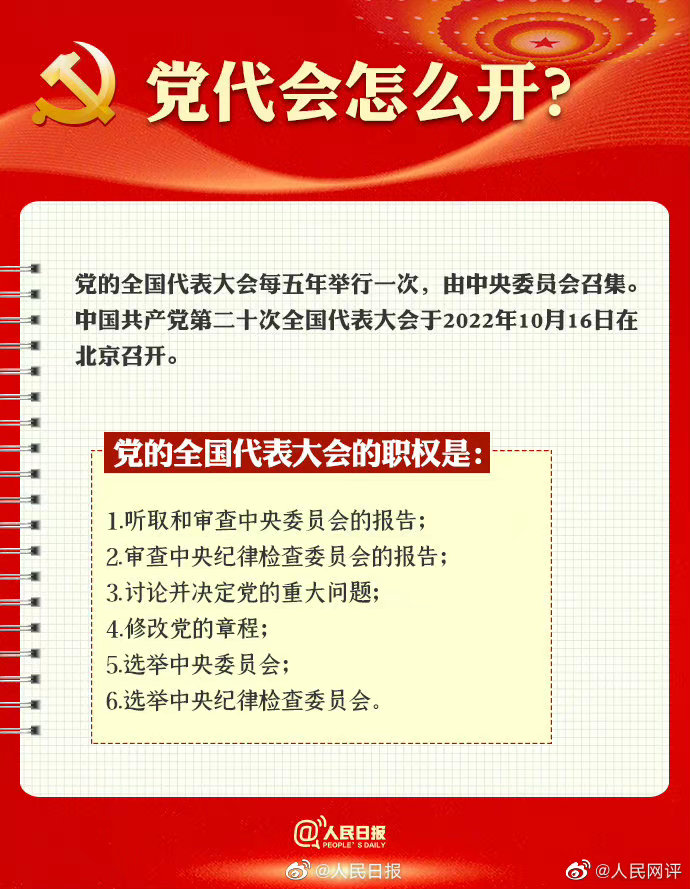 党代会怎么开?
党的全国代表大会每五年举行一次，由中央委员会召集。
中国共产党第二十次全国代表大会于2022年10月16日在
北京召开。
党的全国代表大会的职权是：
1.听取和审查中央委员会的报告；
2.审查中央纪律检查委员会的报告；
3.讨论并决定党的重大问题；
4.修改党的章程；
5.选举中央委员会；
6.选举中央纪律检查委员会。
@人民日报
PEOPLE'S DAILY
@人民日报
@人民网评